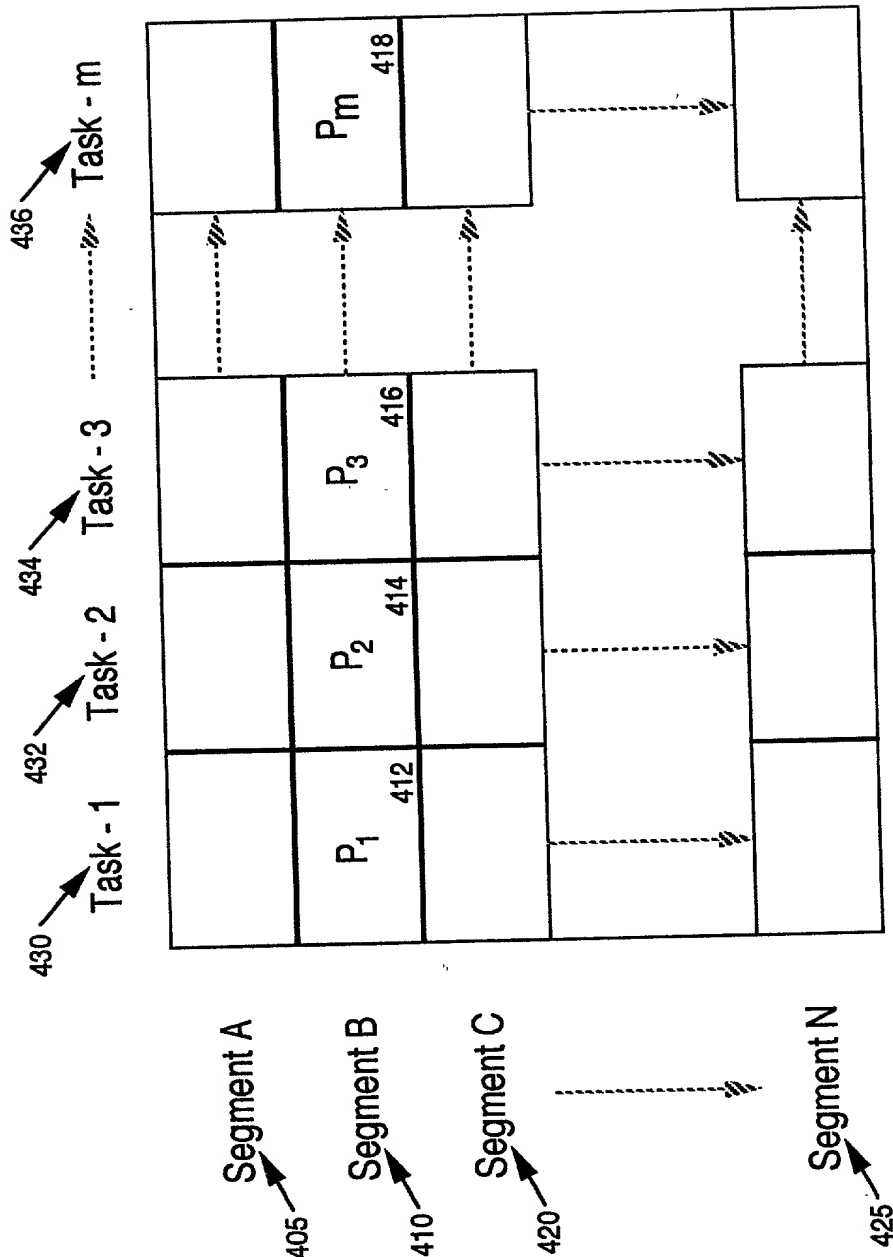 430 432 434 436
Task - 1 Task - 2 Task - 3 Task - m
405 Segment A
410 Segment B P1 412 P2 414 P3 416 Pm 418
420 Segment C
425 Segment N